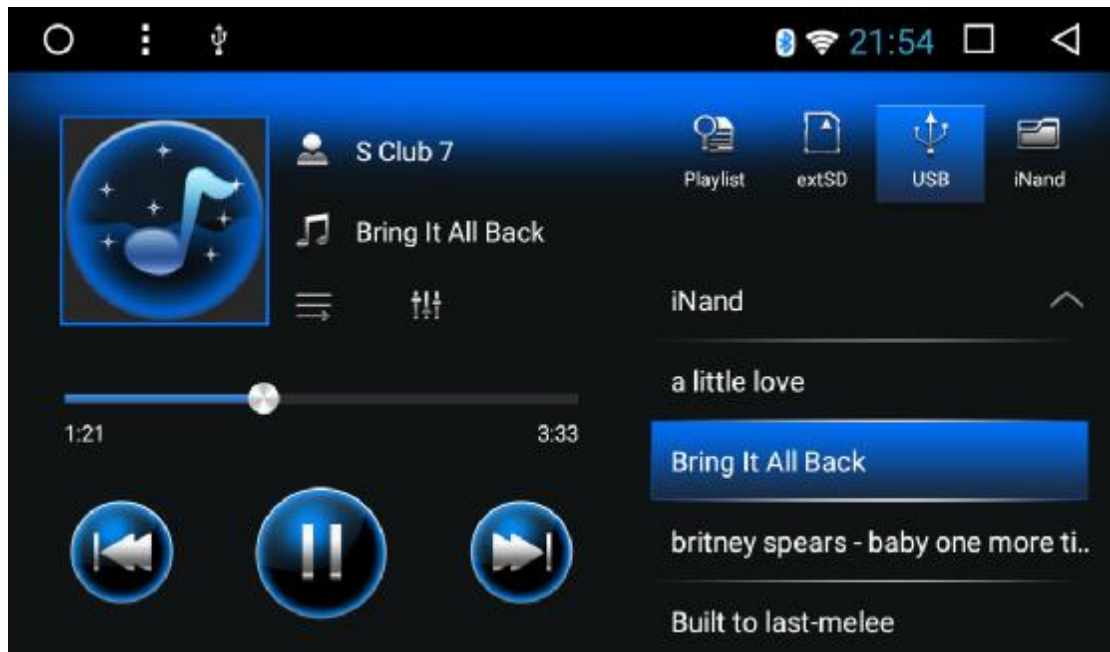 21:54
S Club 7
Bring It All Back
1:21
3:33
Playlist
extSD
USB
iNand
iNand
a little love
Bring It All Back
britney spears - baby one more ti..
Built to last-melee